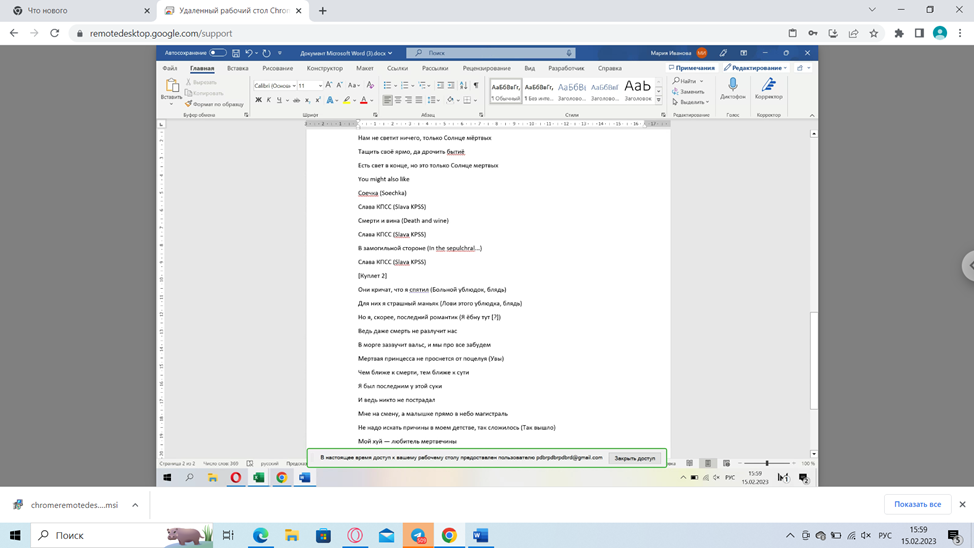 Что нового
Удаленный рабочий стол Chror
remotedesktop.google.com/support
Автосохранение
Документ Microsoft Word (3).docx
Поиск
Мария Иванова
МИ
Файл Главная Вставка Рисование Конструктор Макет Ссылки Рассылки Рецензирование Вид Разработчик Справка
Примечания Редактирование
Вставить
Вырезать
Копировать
Формат по образцу
Буфер обмена
Calibri (Основн 11
Шрифт
Абзац
АаБбВвГг, АаБбВвГг, АаБбВı АаБбВвГ Aab
Обычный Без инте... Заголовок... Заголово... Заголовок
Стили
Найти
Заменить
Выделить
Диктофон
Голос
Корректор
Корректор
Нам не светит ничего, только Солнце мёртвых
Тащить своё ярмо, да дрочить бытиё
Есть свет в конце, но это только Солнце мертвых
You might also like
Соечка (Soechka)
Слава КПСС (Slava KPSS)
Смерти и вина (Death and wine)
Слава КПСС (Slava KPSS)
В замогильной стороне (In the sepulchral...)
Слава КПСС (Slava KPSS)
[Куплет 2]
Они кричат, что я спятил (Больной ублюдок, блядь)
Для них я страшный маньяк (Лови этого ублюдка, блядь)
Но я, скорее, последний романтик (Я ёбну тут [?])
Ведь даже смерть не разлучит нас
В морге зазвучит вальс, и мы про все забудем
Мертвая принцесса не проснется от поцелуя (Увы)
Чем ближе к смерти, тем ближе к сути
Я был последним у этой суки
И ведь никто не пострадал
Мне на смену, а малышке прямо в небо магистраль
Не надо искать причины в моем детстве, так сложилось (Так вышло)
Мой хуй — любитель мертвечины
В настоящее время доступ к вашему рабочему столу предоставлен пользователю pdbrpdbrpdbrd@gmail.com
Закрыть доступ
Страница 2 из 2 Число слов: 369 русский
100 %
РУС
15:59
15.02.2023
chromeremotedes....msi
Показать все
Поиск
609
РУС
15:59
15.02.2023
5